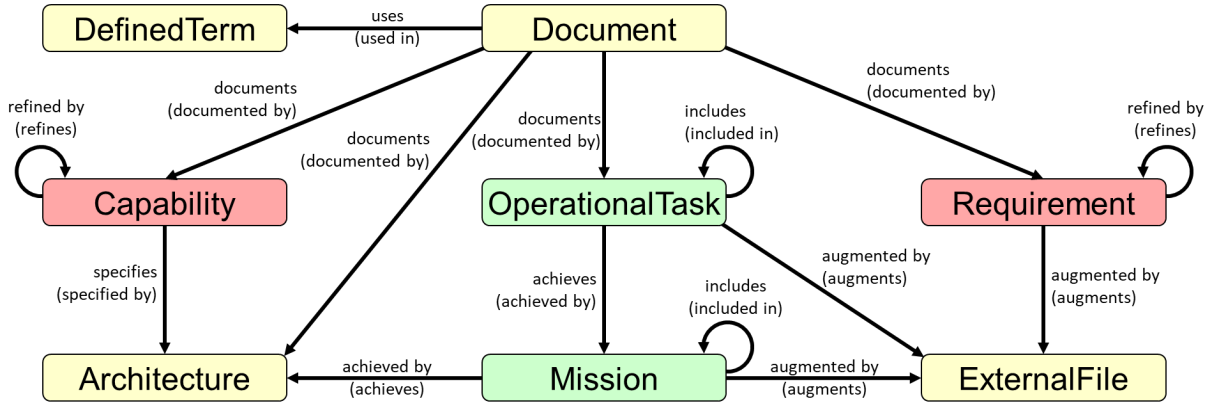 DefinedTerm
uses
(used in)
Document
documents
(documented by)
documents
(documented by)
documents
(documented by)
documents
(documented by)
refined by
(refines)
includes
(included in)
refined by
(refines)
Capability
OperationalTask
Requirement
specifies
(specified by)
achieves
(achieved by)
augmented by
(augments)
augmented by
(augments)
includes
(included in)
Architecture
achieved by
(achieves)
Mission
augmented by
(augments)
ExternalFile